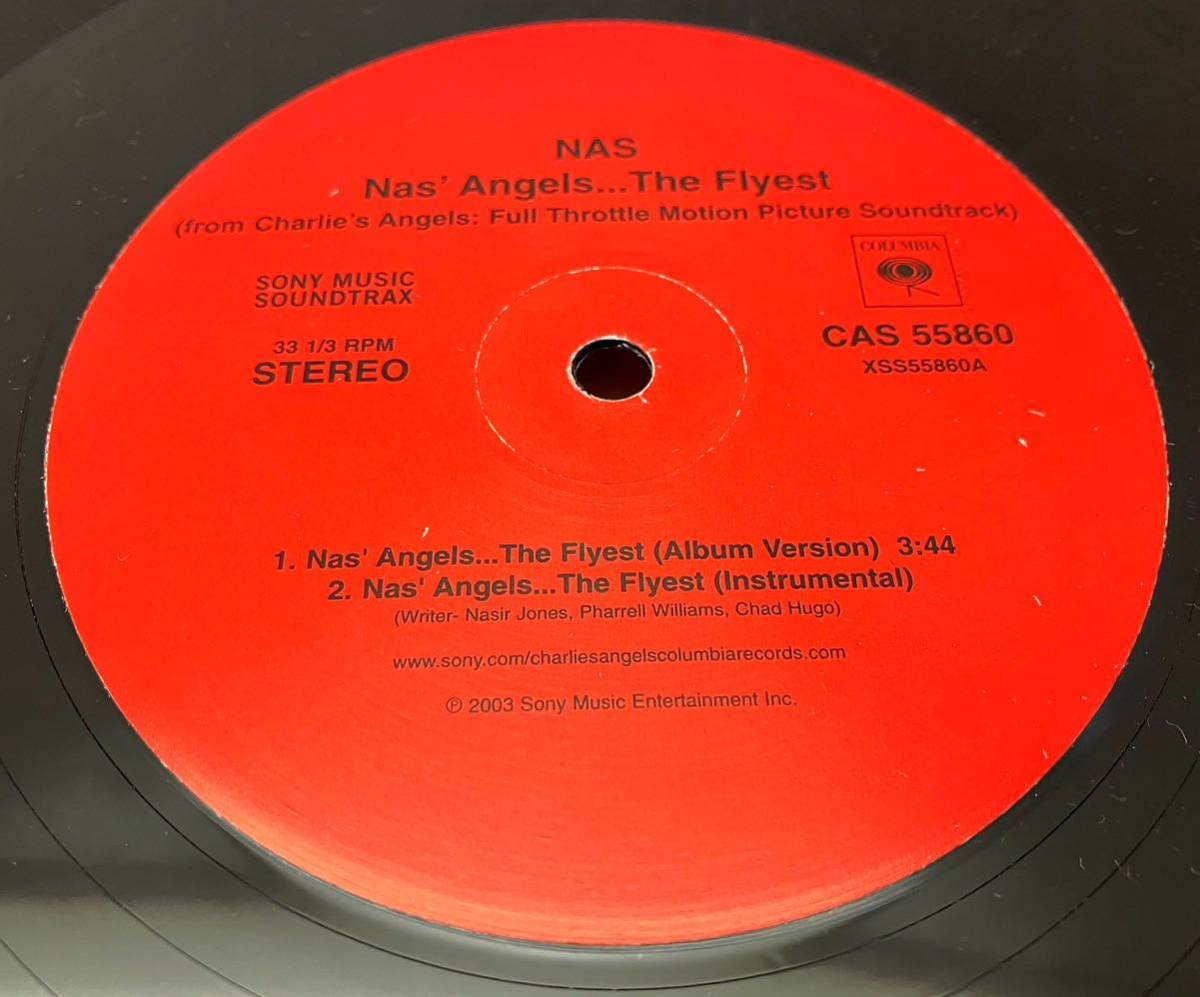 NAS
Nas' Angels...The Flyest
(from Charlie's Angels: Full Throttle Motion Picture Soundtrack)
SONY MUSIC
SOUNDTRAX
33 1/3 RPM
STEREO
COLUMBIA
CAS 55860
XSS55860A
1. Nas' Angels...The Flyest (Album Version) 3:44
2. Nas' Angels...The Flyest (Instrumental)
(Writer- Nasir Jones, Pharrell Williams, Chad Hugo)
www.sony.com/charliesangelscolumbiarecords.com
℗ 2003 Sony Music Entertainment Inc.